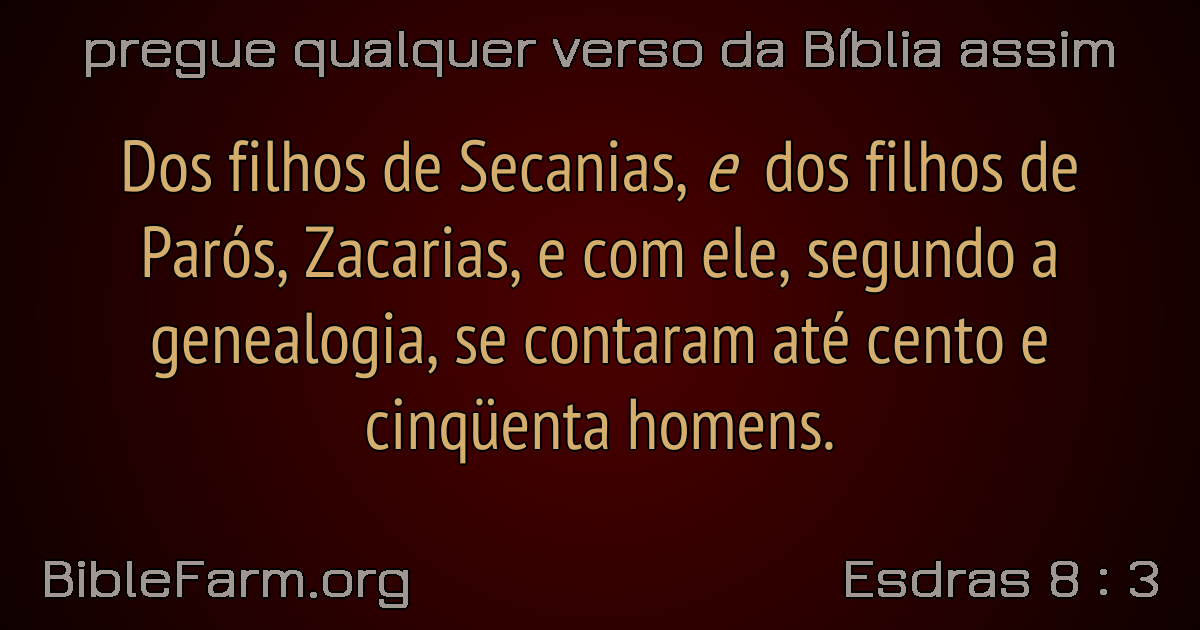 pregue qualquer verso da Bíblia assim
Dos filhos de Secanias, e dos filhos de
Parós, Zacarias, e com ele, segundo a
genealogia, se contaram até cento e
cinqüenta homens.
BibleFarm.org
Esdras 8 : 3